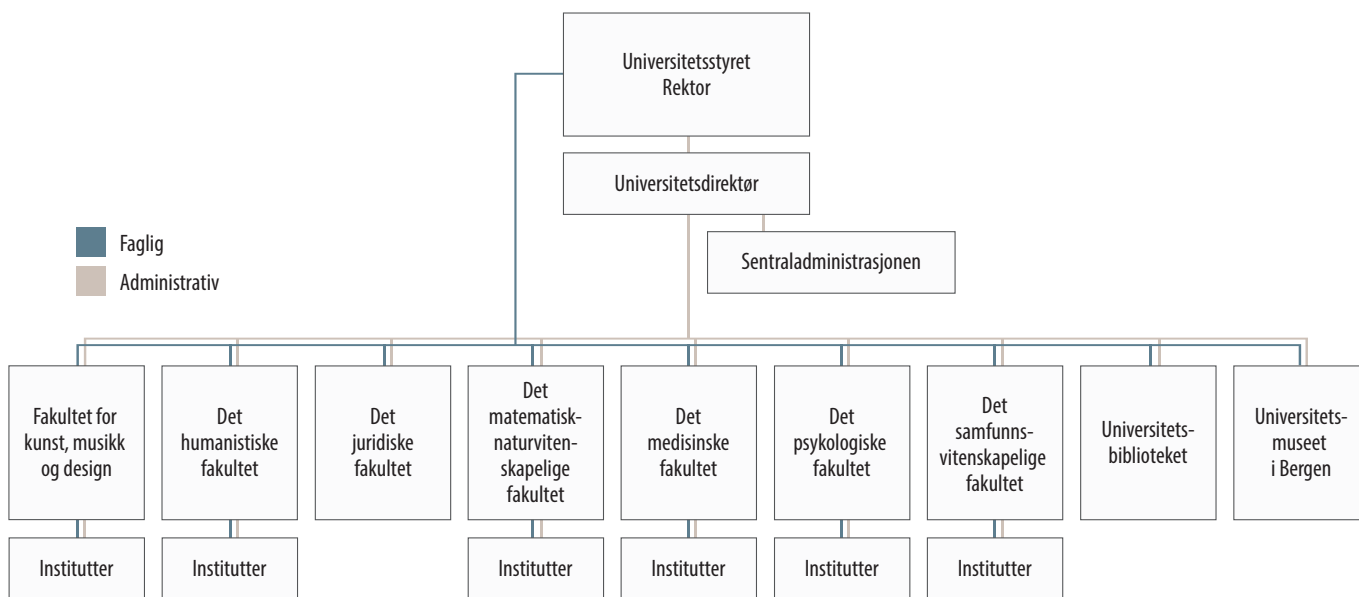 Universitetsstyret
Rektor
Universitetsdirektør
Sentraladministrasjonen
Faglig
Administrativ
Fakultet for
kunst, musikk
og design
Det
humanistiske
fakultet
Det
juridiske
fakultet
Det
matematisk-
naturviten-
skapelige
fakultet
Det
medisinske
fakultet
Det
psykologiske
fakultet
Det
samfunns-
vitenskapelige
fakultet
Universitets-
biblioteket
Universitets-
museet
i Bergen
Institutter
Institutter
Institutter
Institutter
Institutter
Institutter